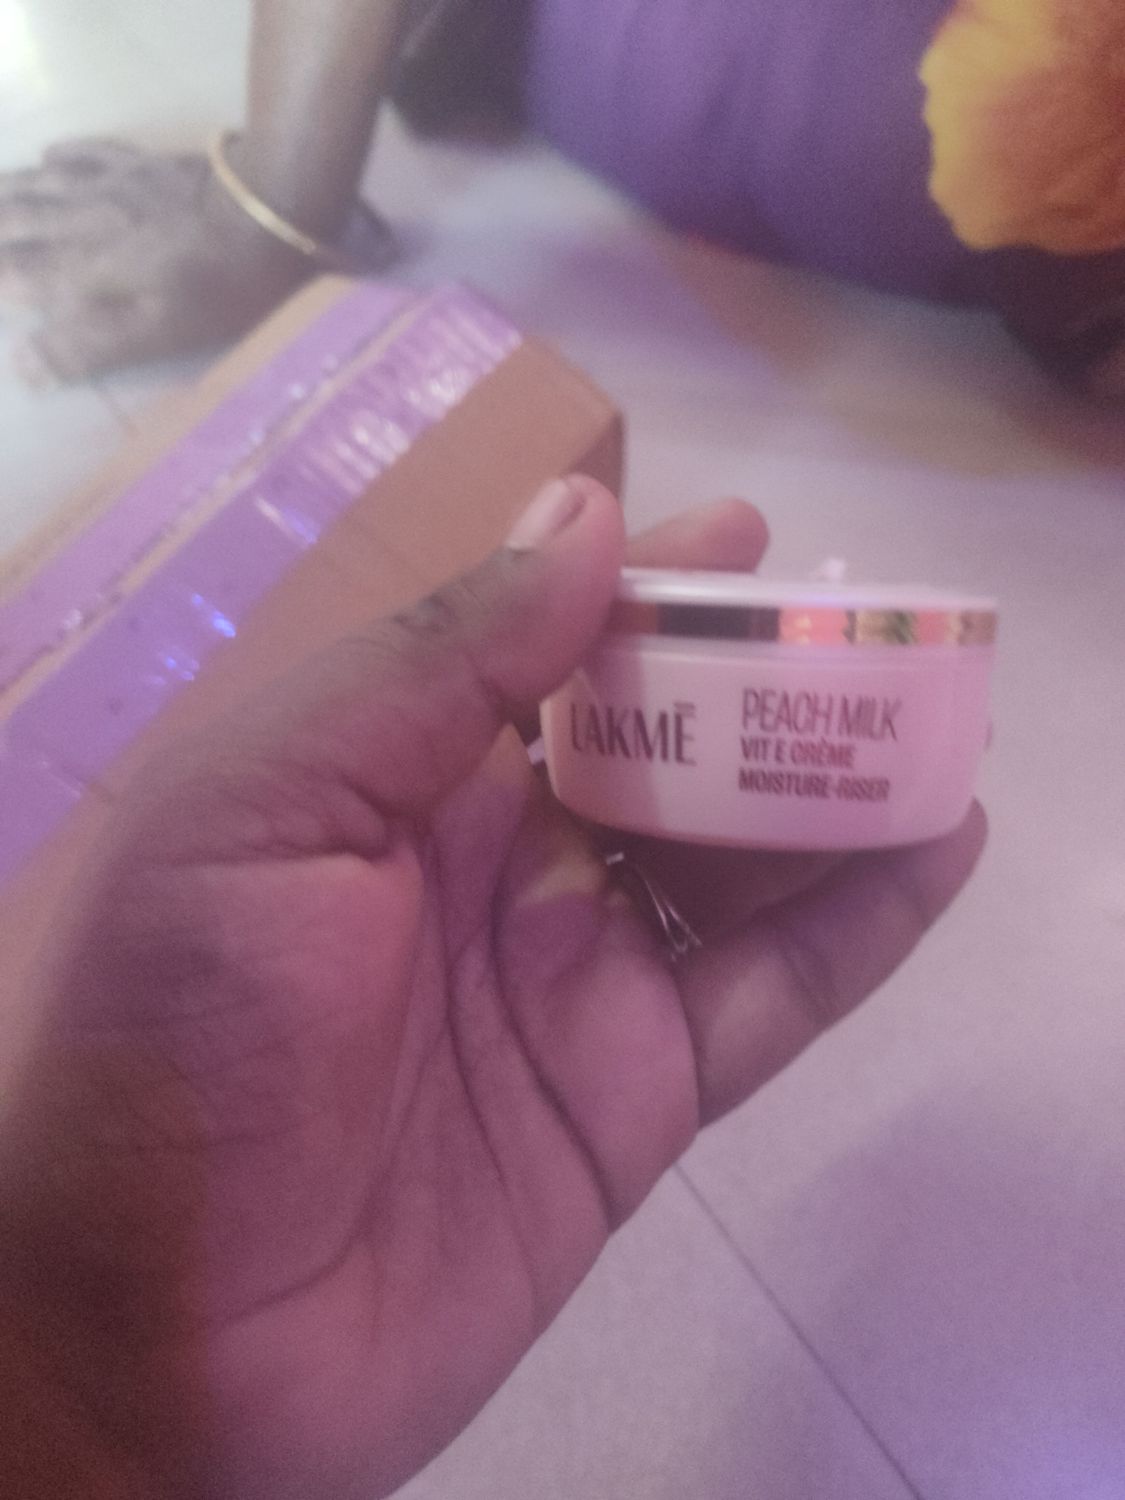 LAKMĒ
PEACH MILK
VIT E CRÈME
MOISTURE-RISER